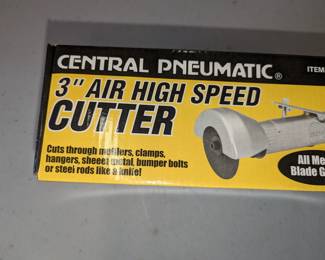 CENTRAL PNEUMATIC®
ITEM
3" AIR HIGH SPEED
CUTTER
Cuts through mufflers, clamps,
hangers, sheet metal, bumper bolts
or steel rods like a knife!
All Me
Blade G